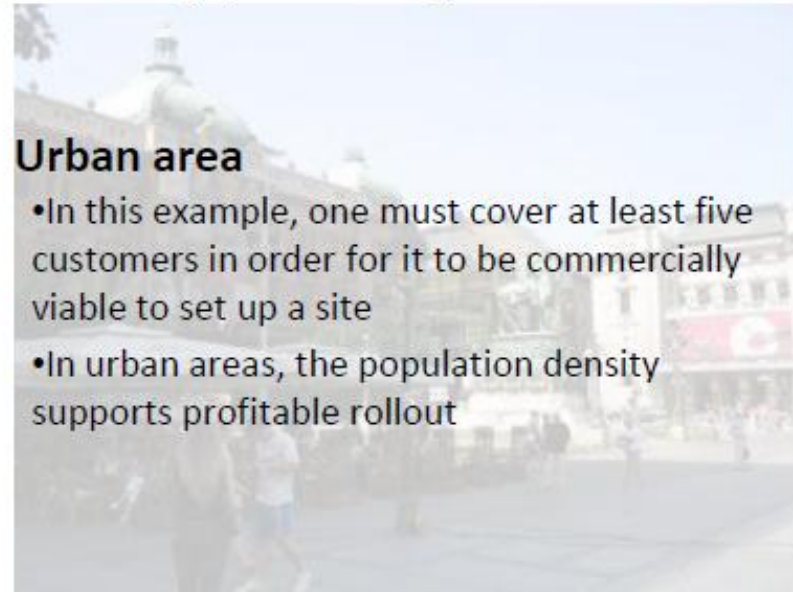 Urban area
•In this example, one must cover at least five
customers in order for it to be commercially
viable to set up a site
•In urban areas, the population density
supports profitable rollout